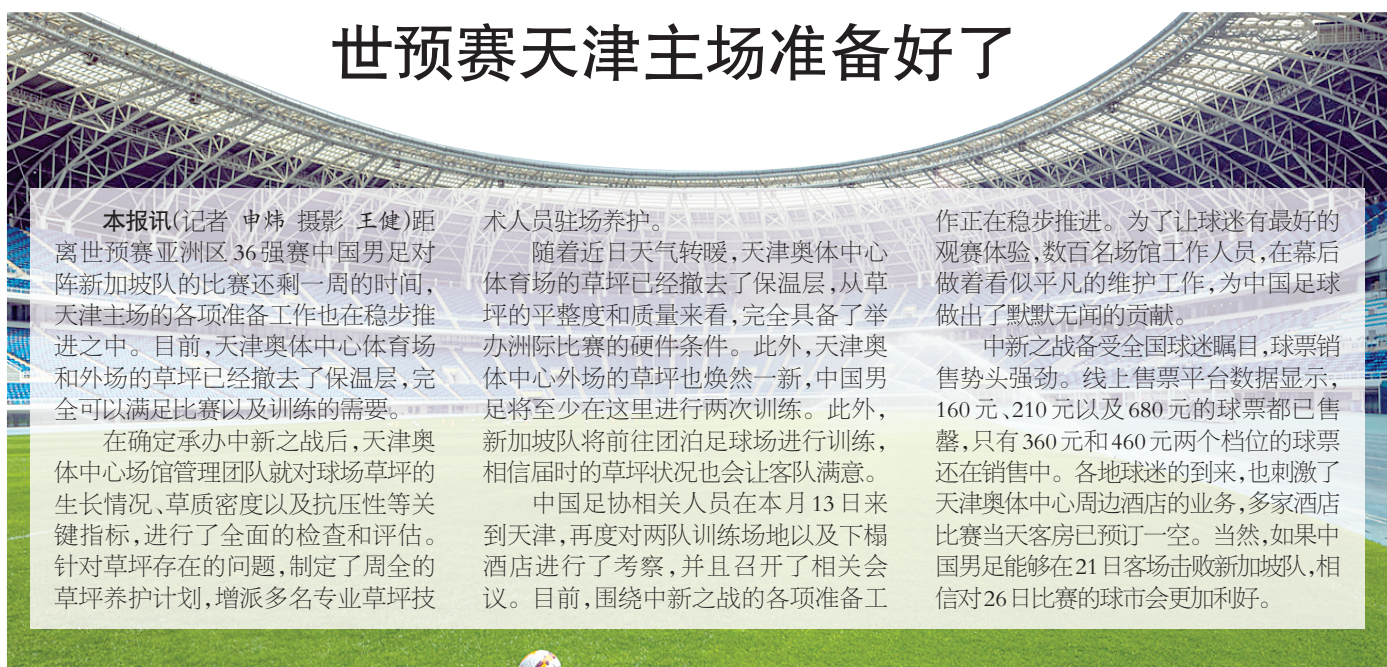 世预赛天津主场准备好了
本报讯(记者 申炜 摄影 王健)距
离世预赛亚洲区36强赛中国男足对
阵新加坡队的比赛还剩一周的时间,
天津主场的各项准备工作也在稳步推
进之中。目前,天津奥体中心体育场
和外场的草坪已经撤去了保温层,完
全可以满足比赛以及训练的需要。
在确定承办中新之战后,天津奥
体中心场馆管理团队就对球场草坪的
生长情况、草质密度以及抗压性等关
键指标,进行了全面的检查和评估。
针对草坪存在的问题,制定了周全的
草坪养护计划,增派多名专业草坪技
术人员驻场养护。
随着近日天气转暖,天津奥体中心
体育场的草坪已经撤去了保温层,从草
坪的平整度和质量来看,完全具备了举
办洲际比赛的硬件条件。此外,天津奥
体中心外场的草坪也焕然一新,中国男
足将至少在这里进行两次训练。此外,
新加坡队将前往团泊足球场进行训练,
相信届时的草坪状况也会让客队满意。
中国足协相关人员在本月13日来
到天津,再度对两队训练场地以及下榻
酒店进行了考察,并且召开了相关会
议。目前,围绕中新之战的各项准备工
作正在稳步推进。为了让球迷有最好的
观赛体验,数百名场馆工作人员,在幕后
做着看似平凡的维护工作,为中国足球
做出了默默无闻的贡献。
中新之战备受全国球迷瞩目,球票销
售势头强劲。线上售票平台数据显示,
160元、210元以及680元的球票都已售
罄,只有360元和460元两个档位的球票
还在销售中。各地球迷的到来,也刺激了
天津奥体中心周边酒店的业务,多家酒店
比赛当天客房已预订一空。当然,如果中
国男足能够在21日客场击败新加坡队,相
信对26日比赛的球市会更加利好。